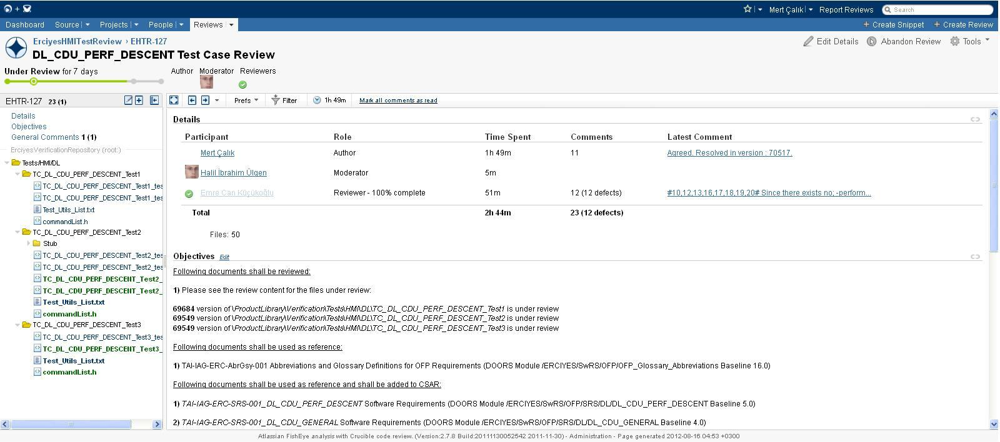 +
Mert Çalık Report Reviews Search
Dashboard Source Projects People Reviews + Create Snippet + Create Review
ErciyesHMITestReview › EHTR-127 Edit Details Abandon Review Tools
DL_CDU_PERF_DESCENT Test Case Review
Under Review for 7 days Author Moderator Reviewers
EHTR-127 23 (1) Prefs Filter 1h 49m Mark all comments as read
Details
Objectives
General Comments 1 (1)
ErciyesVerificationRepository (root:)
Tests/HMI/DL
TC_DL_CDU_PERF_DESCENT_Test1
TC_DL_CDU_PERF_DESCENT_Test1_tes
TC_DL_CDU_PERF_DESCENT_Test1_tes
Test_Utils_List.txt
commandList.h
TC_DL_CDU_PERF_DESCENT_Test2
Stub
TC_DL_CDU_PERF_DESCENT_Test2_tes
TC_DL_CDU_PERF_DESCENT_Test2_tes
TC_DL_CDU_PERF_DESCENT_Test2_
TC_DL_CDU_PERF_DESCENT_Test2_
Test_Utils_List.txt
commandList.h
TC_DL_CDU_PERF_DESCENT_Test3
TC_DL_CDU_PERF_DESCENT_Test3_tes
TC_DL_CDU_PERF_DESCENT_Test3_
Test_Utils_List.txt
commandList.h
Details
Participant Role Time Spent Comments Latest Comment
Mert Çalık Author 1h 49m 11 Agreed. Resolved in version : 70517.
Halil İbrahim Ülgen Moderator 5m
Emre Can Küçükoğlu Reviewer - 100% complete 51m 12 (12 defects) #10,12,13,16,17,18,19,20# Since there exists no; -perform...
Total 2h 44m 23 (12 defects)
Files: 50
Objectives Edit
Following documents shall be reviewed:
1) Please see the review content for the files under review:
69684 version of \ProductLibrary\Verification\Tests\HMI\DL\TC_DL_CDU_PERF_DESCENT_Test1 is under review
69549 version of \ProductLibrary\Verification\Tests\HMI\DL\TC_DL_CDU_PERF_DESCENT_Test2 is under review
69549 version of \ProductLibrary\Verification\Tests\HMI\DL\TC_DL_CDU_PERF_DESCENT_Test3 is under review
Following documents shall be used as reference:
1) TAI-IAG-ERC-AbrGsy-001 Abbreviations and Glossary Definitions for OFP Requirements (DOORS Module /ERCIYES/SwRS/OFP/OFP_Glossary_Abbreviations Baseline 16.0)
Following documents shall be used as reference and shall be added to CSAR:
1) TAI-IAG-ERC-SRS-001_DL_CDU_PERF_DESCENT Software Requirements (DOORS Module /ERCIYES/SwRS/OFP/SRS/DL/DL_CDU_PERF_DESCENT Baseline 5.0)
2) TAI-IAG-ERC-SRS-001_DL_CDU_GENERAL Software Requirements (DOORS Module /ERCIYES/SwRS/OFP/SRS/DL/DL_CDU_GENERAL Baseline 4.0)
Atlassian FishEye analysis with Crucible code review. (Version:2.7.8 Build:20111130052542 2011-11-30) - Administration - Page generated 2012-08-16 04:53 +0300